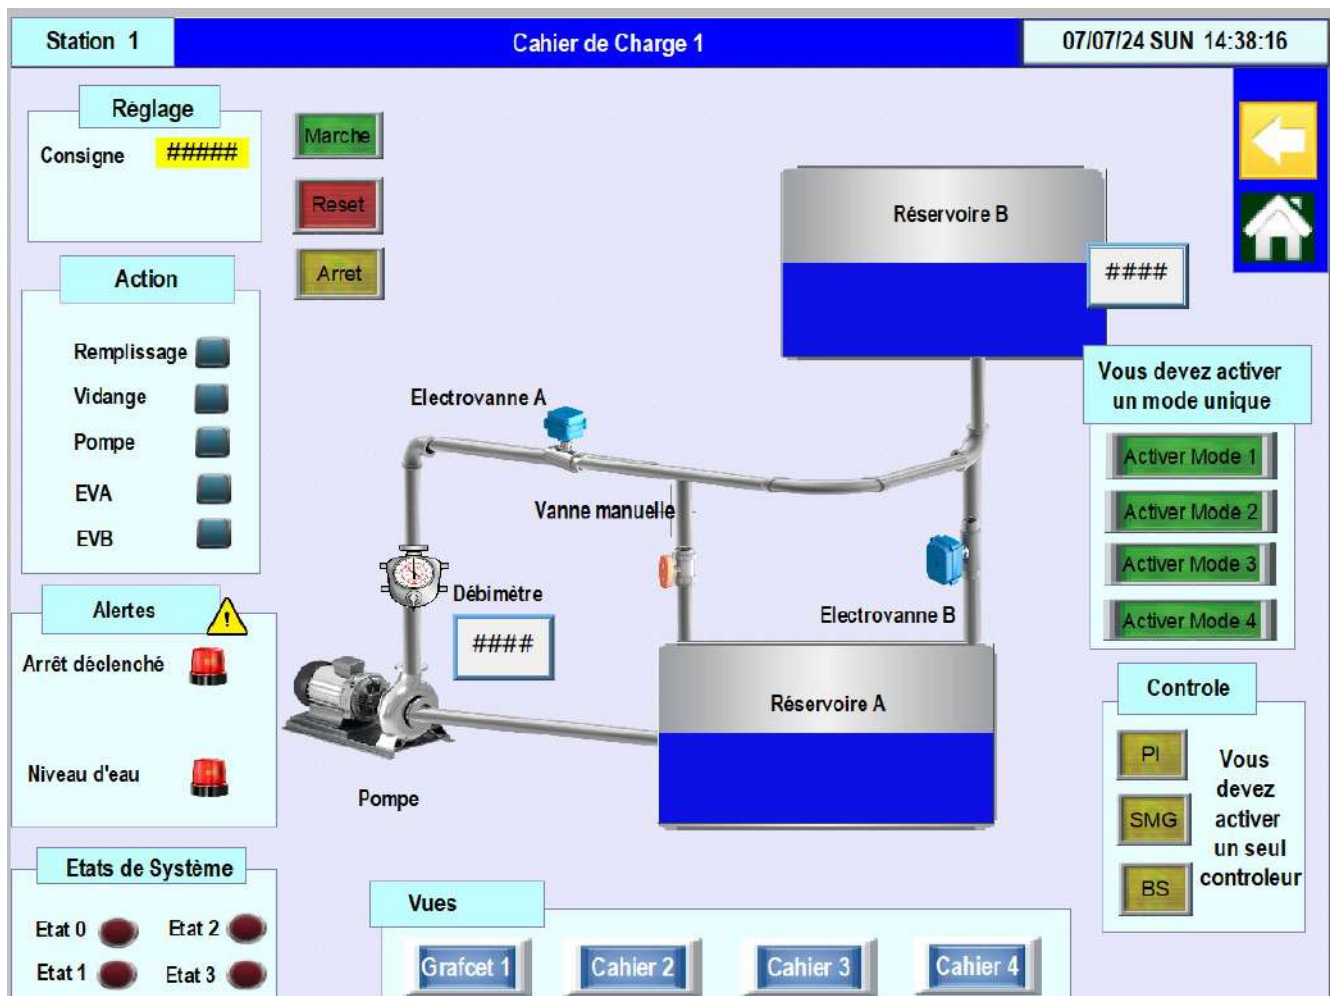 Station 1
Cahier de Charge 1
07/07/24 SUN 14:38:16
Règlage
Consigne #####
Marche
Reset
Arret
Action
Remplissage
Vidange
Pompe
EVA
EVB
Alertes
Arrêt dèclenché
Niveau d'eau
Etats de Système
Etat 0
Etat 2
Etat 1
Etat 3
Réservoire B
####
Electrovanne A
Vanne manuelle
Débimètre
####
Electrovanne B
Réservoire A
Pompe
Vous devez activer
un mode unique
Activer Mode 1
Activer Mode 2
Activer Mode 3
Activer Mode 4
Controle
PI
SMG
BS
Vous
devez
activer
un seul
controleur
Vues
Grafcet 1
Cahier 2
Cahier 3
Cahier 4